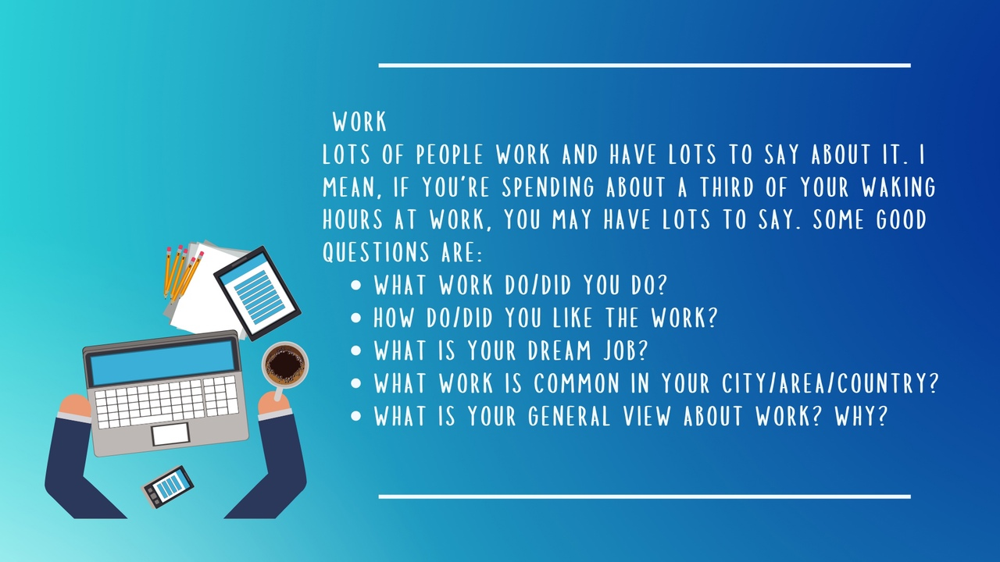 WORK
LOTS OF PEOPLE WORK AND HAVE LOTS TO SAY ABOUT IT. I
MEAN, IF YOU'RE SPENDING ABOUT A THIRD OF YOUR WAKING
HOURS AT WORK, YOU MAY HAVE LOTS TO SAY. SOME GOOD
QUESTIONS ARE:
• WHAT WORK DO/DID YOU DO?
• HOW DO/DID YOU LIKE THE WORK?
• WHAT IS YOUR DREAM JOB?
• WHAT WORK IS COMMON IN YOUR CITY/AREA/COUNTRY?
• WHAT IS YOUR GENERAL VIEW ABOUT WORK? WHY?